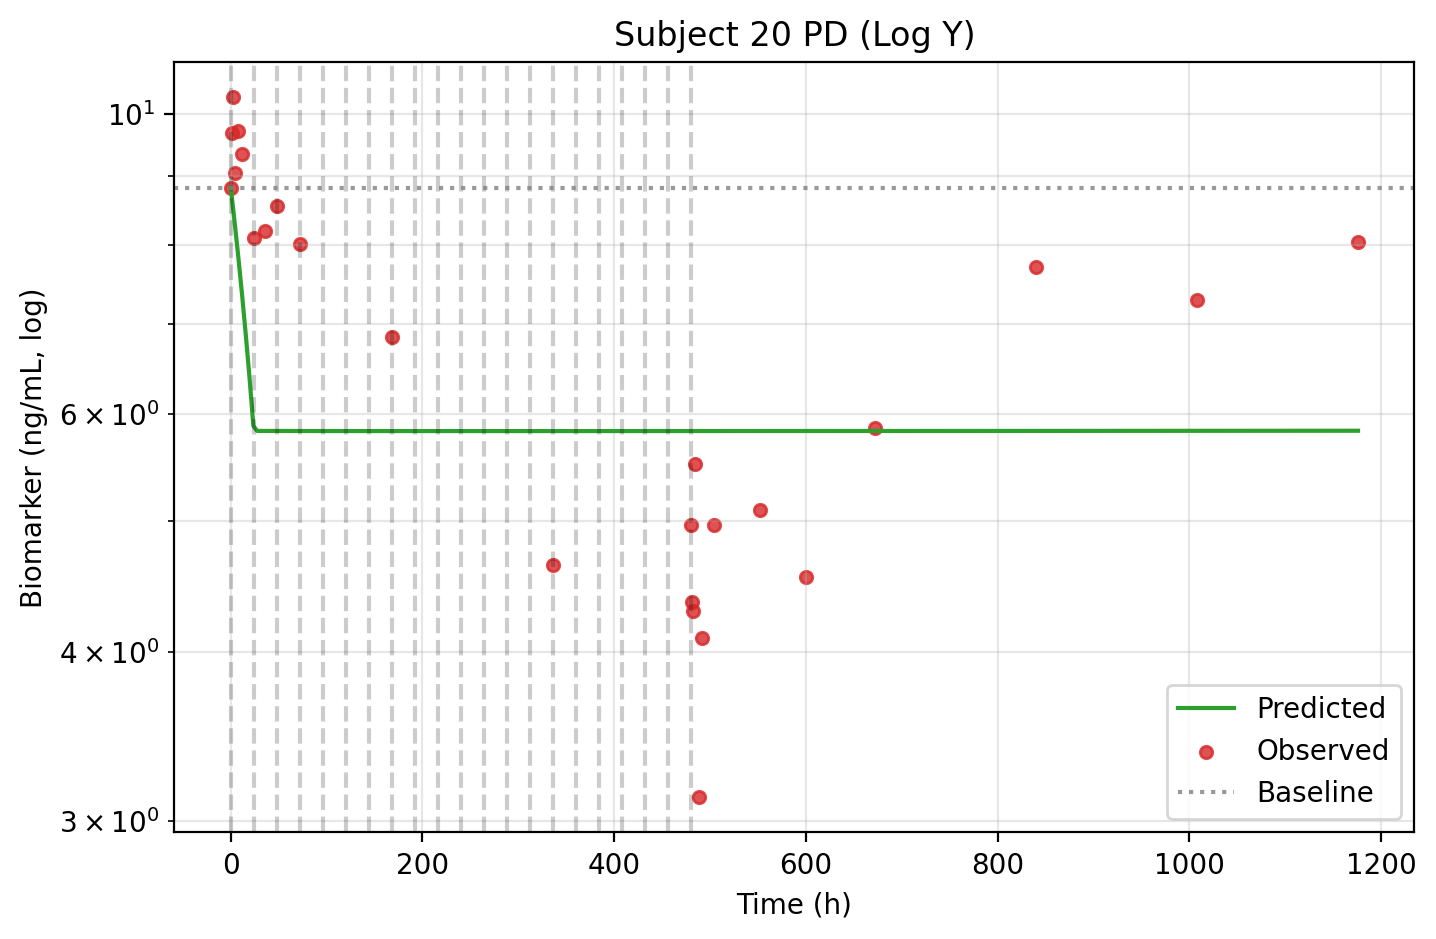 Subject 20 PD (Log Y)
10¹
6 × 10⁰
4 × 10⁰
3 × 10⁰
Biomarker (ng/mL, log)
Predicted
Observed
Baseline
0 200 400 600 800 1000 1200
Time (h)